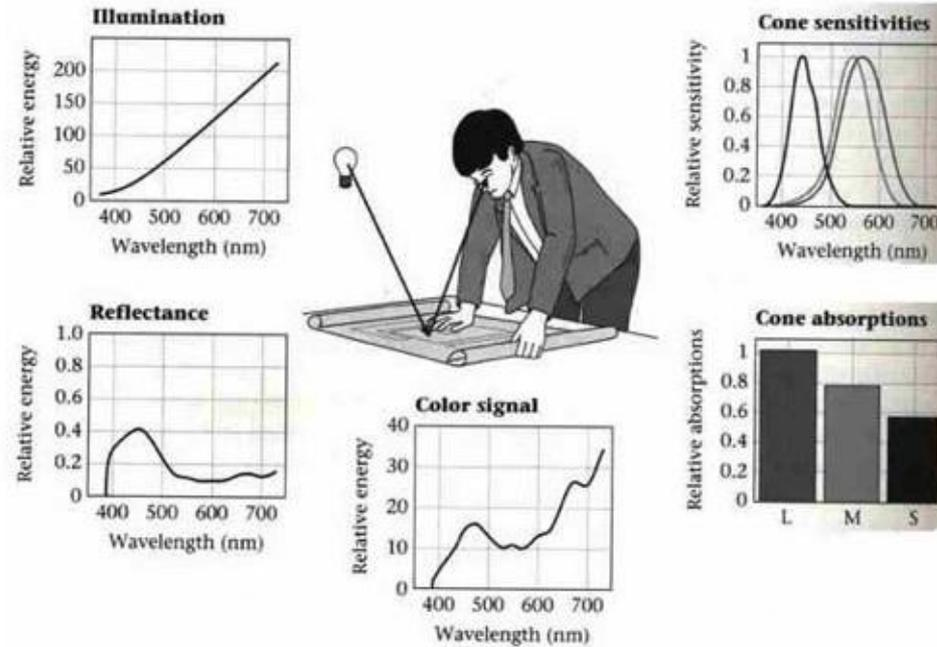 Illumination
Relative energy
200
150
100
50
0
400 500 600 700
Wavelength (nm)
Cone sensitivities
Relative sensitivity
1
0.8
0.6
0.4
0.2
0
400 500 600 700
Wavelength (nm)
Reflectance
Relative energy
1.0
0.8
0.6
0.4
0.2
0
400 500 600 700
Wavelength (nm)
Color signal
Relative energy
40
30
20
10
0
400 500 600 700
Wavelength (nm)
Cone absorptions
Relative absorptions
1
0.8
0.6
0.4
0.2
0
L M S